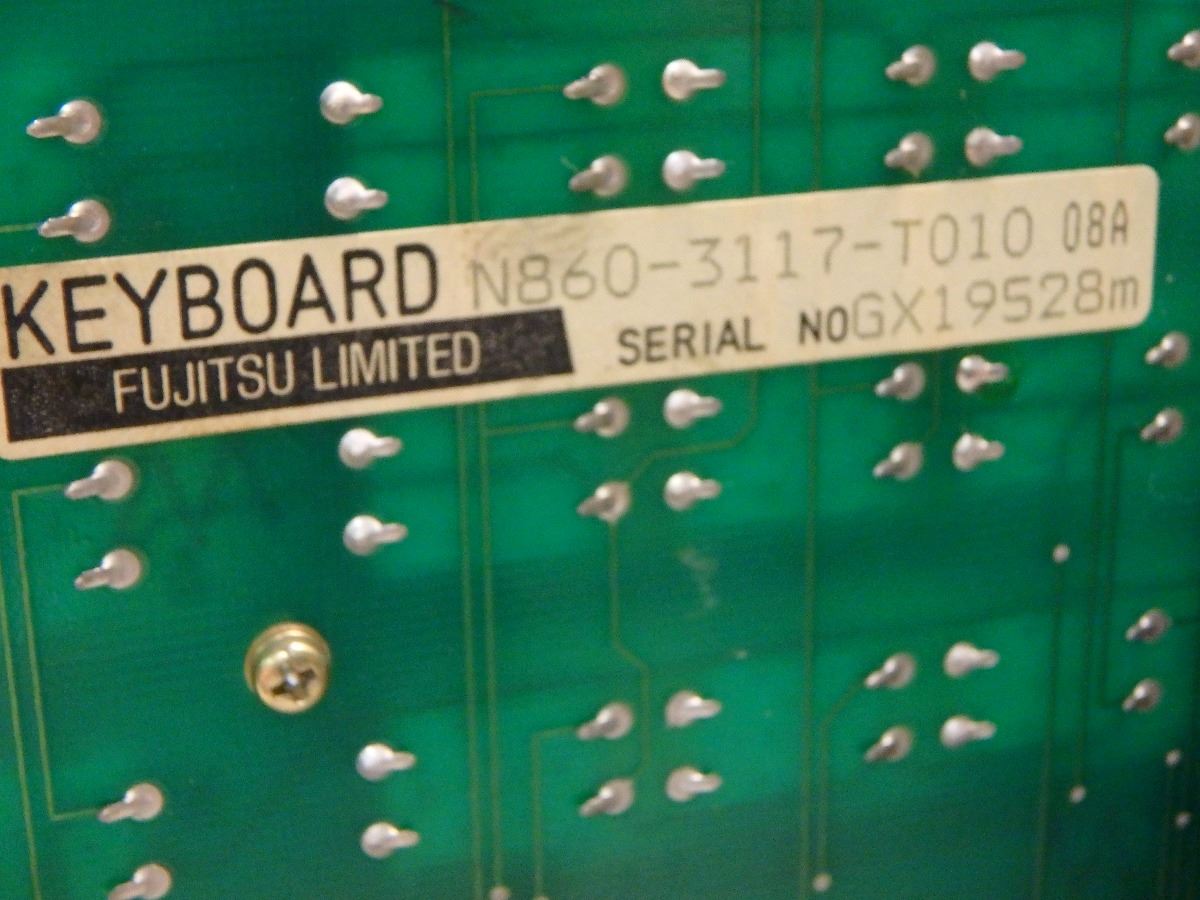 KEYBOARD N860-3117-T010 08A
FUJITSU LIMITED SERIAL NOGX19528m